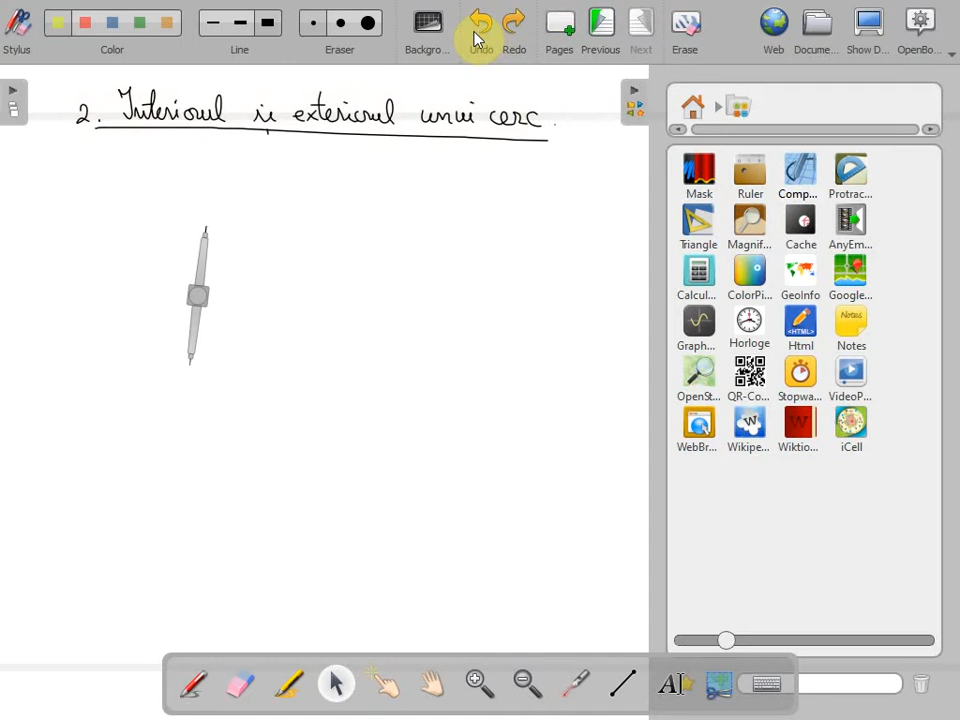 Stylus
Color
Line
Eraser
Backgro...
Undo
Redo
Pages
Previous
Next
Erase
Web
Docume...
Show D...
OpenBo...
2. Interiorul și exteriorul unui cerc.
Mask
Ruler
Comp...
Protrac...
Triangle
Magnif...
Cache
AnyEm...
Calcul...
ColorPi...
GeoInfo
Google...
Graph...
Horloge
Html
Notes
Notes
OpenSt...
QR-Co...
Stopwa...
VideoP...
WebBr...
Wikipe...
Wiktio...
iCell